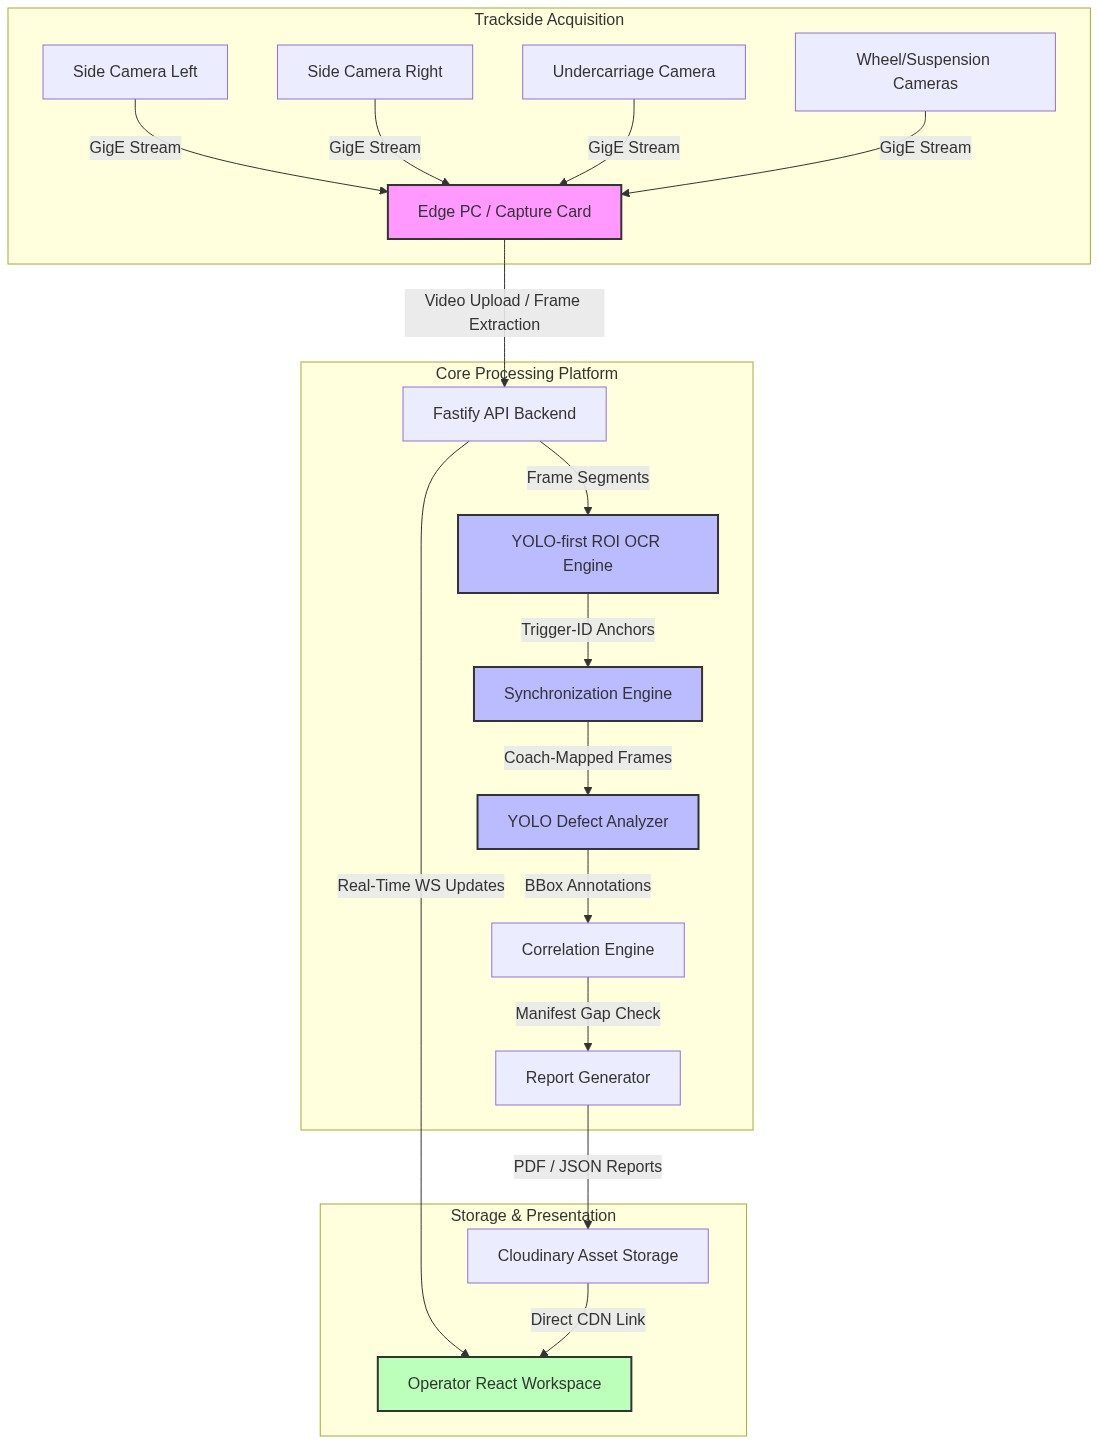 Trackside Acquisition
Side Camera Left
Side Camera Right
Undercarriage Camera
Wheel/Suspension
Cameras
GigE Stream
GigE Stream
GigE Stream
GigE Stream
Edge PC / Capture Card
Video Upload / Frame
Extraction
Core Processing Platform
Fastify API Backend
Frame Segments
YOLO-first ROI OCR
Engine
Trigger-ID Anchors
Synchronization Engine
Coach-Mapped Frames
YOLO Defect Analyzer
Real-Time WS Updates
BBox Annotations
Correlation Engine
Manifest Gap Check
Report Generator
PDF / JSON Reports
Storage & Presentation
Cloudinary Asset Storage
Direct CDN Link
Operator React Workspace